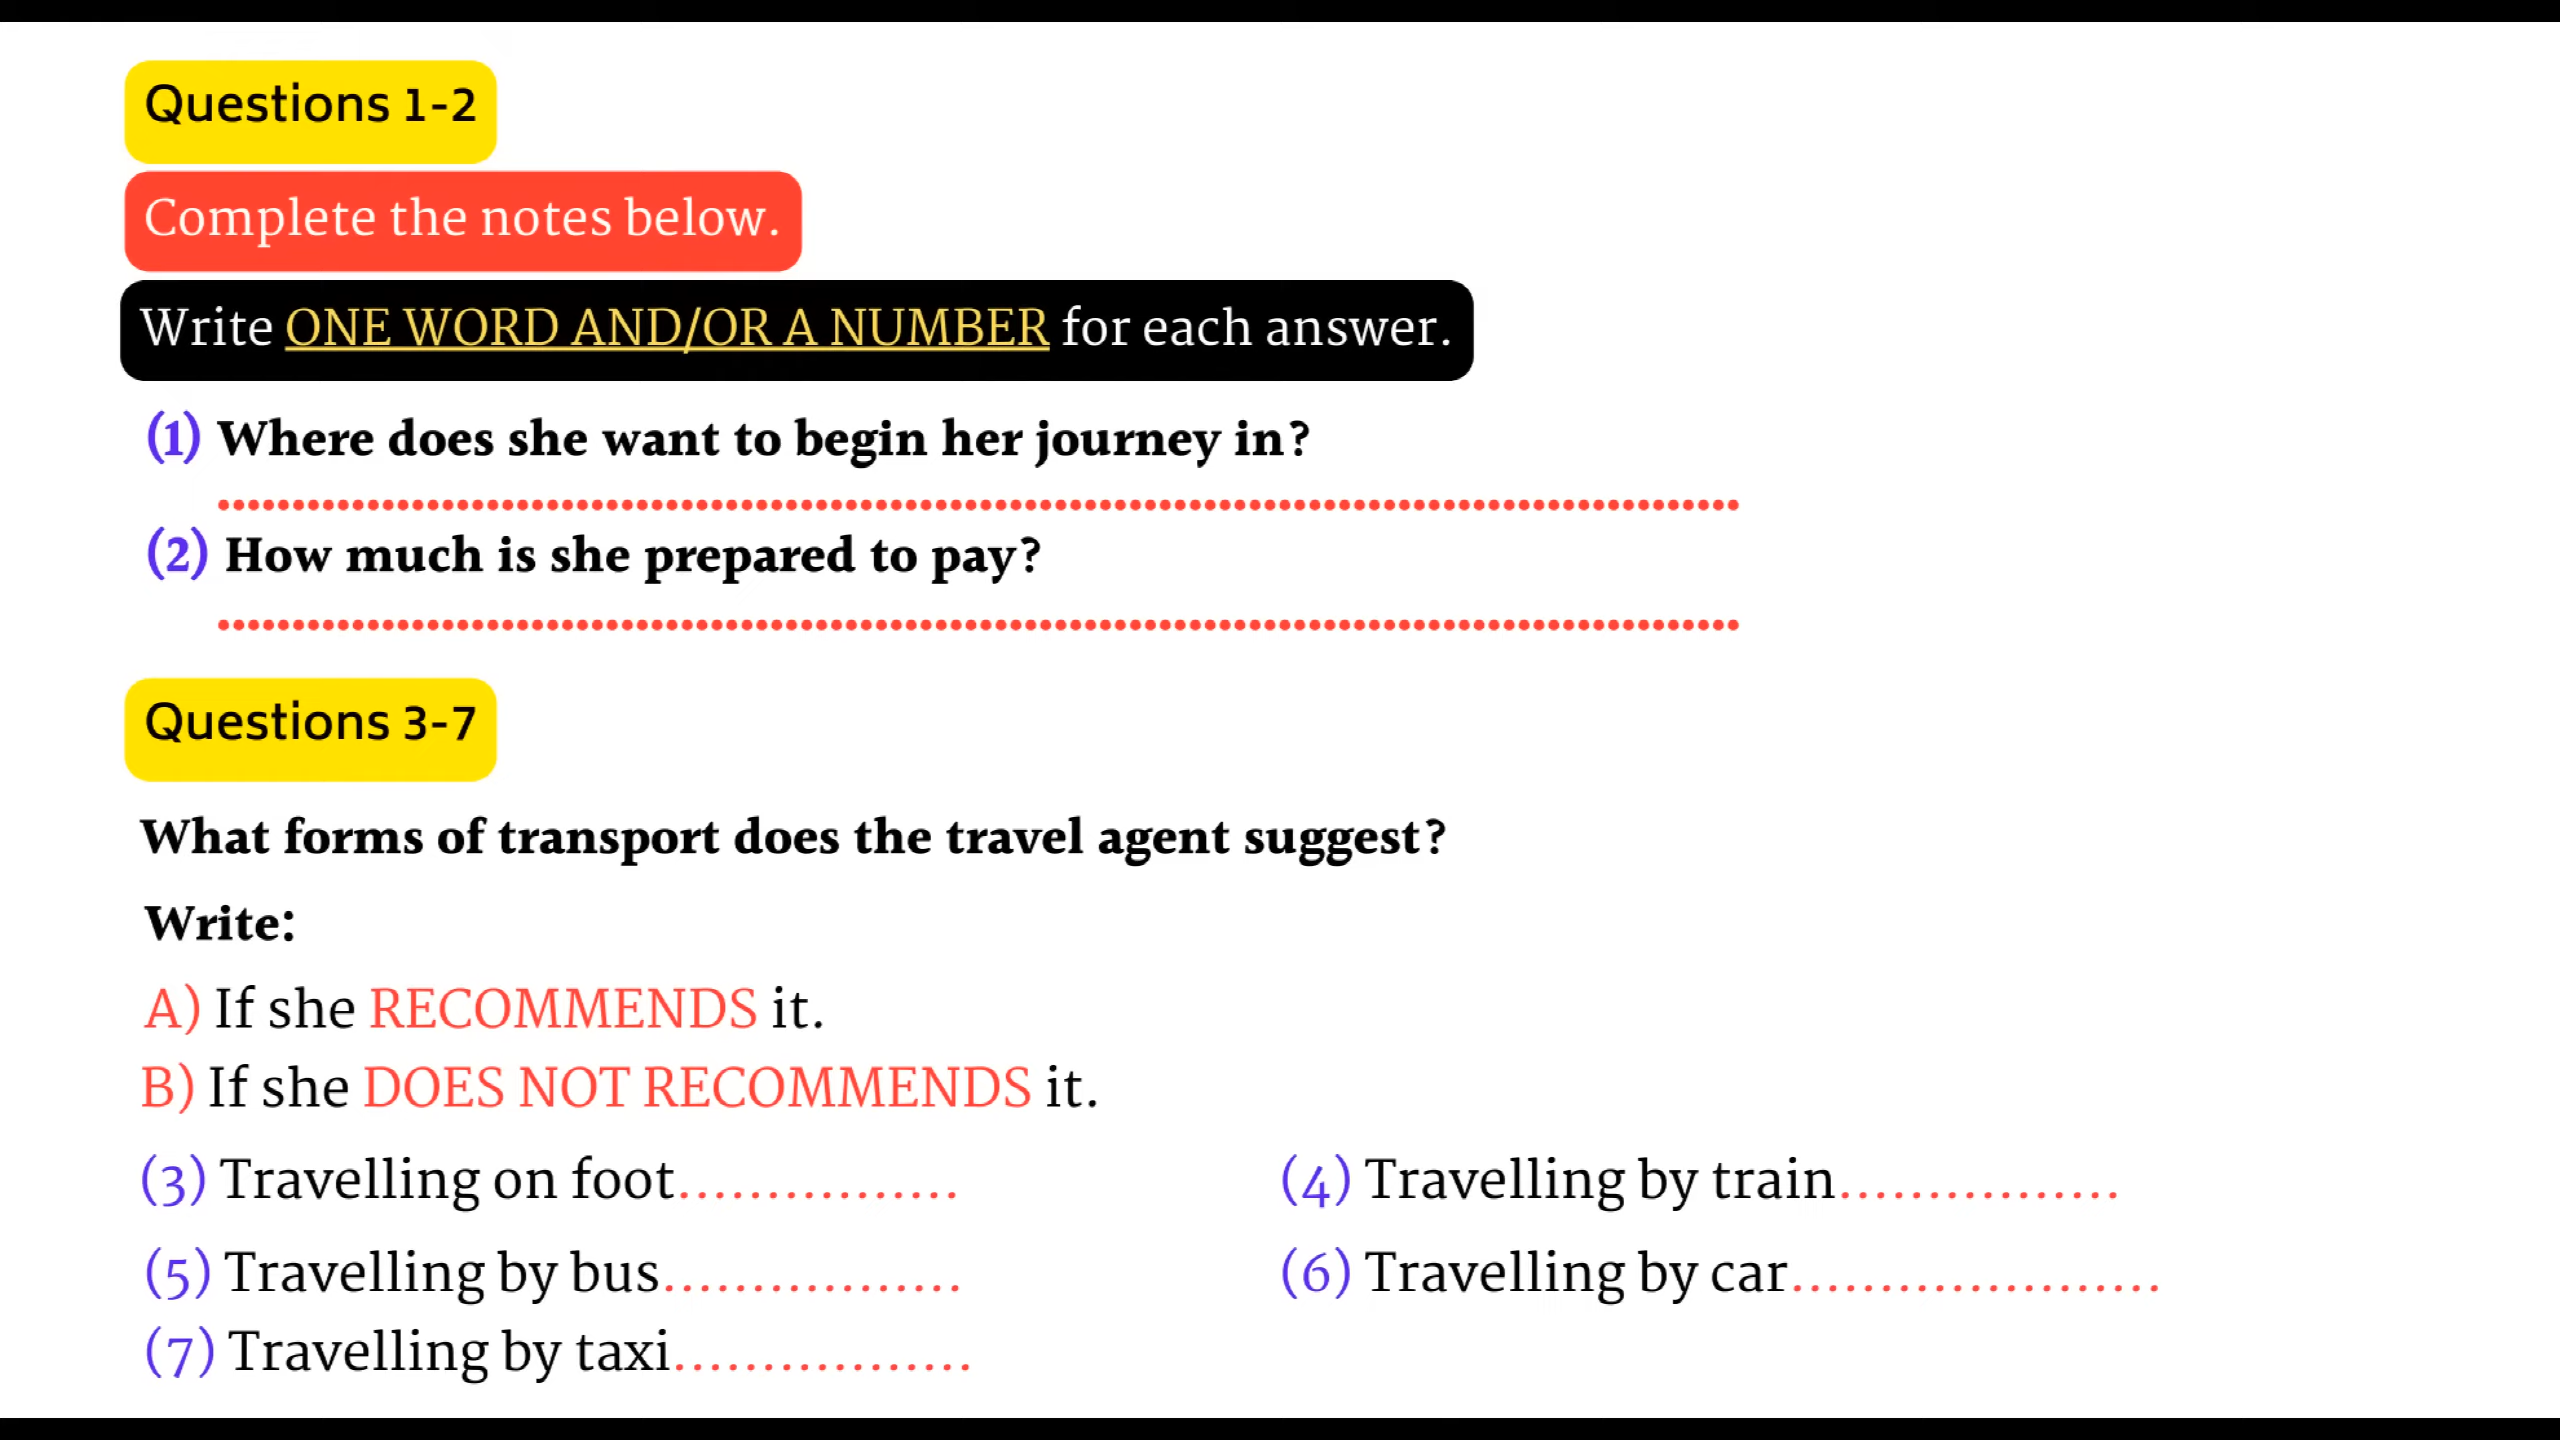 Questions 1-2
Complete the notes below.
Write ONE WORD AND/OR A NUMBER for each answer.
(1) Where does she want to begin her journey in?
(2) How much is she prepared to pay?
Questions 3-7
What forms of transport does the travel agent suggest?
Write:
A) If she RECOMMENDS it.
B) If she DOES NOT RECOMMENDS it.
(3) Travelling on foot................ (4) Travelling by train................
(5) Travelling by bus................. (6) Travelling by car.....................
(7) Travelling by taxi.................